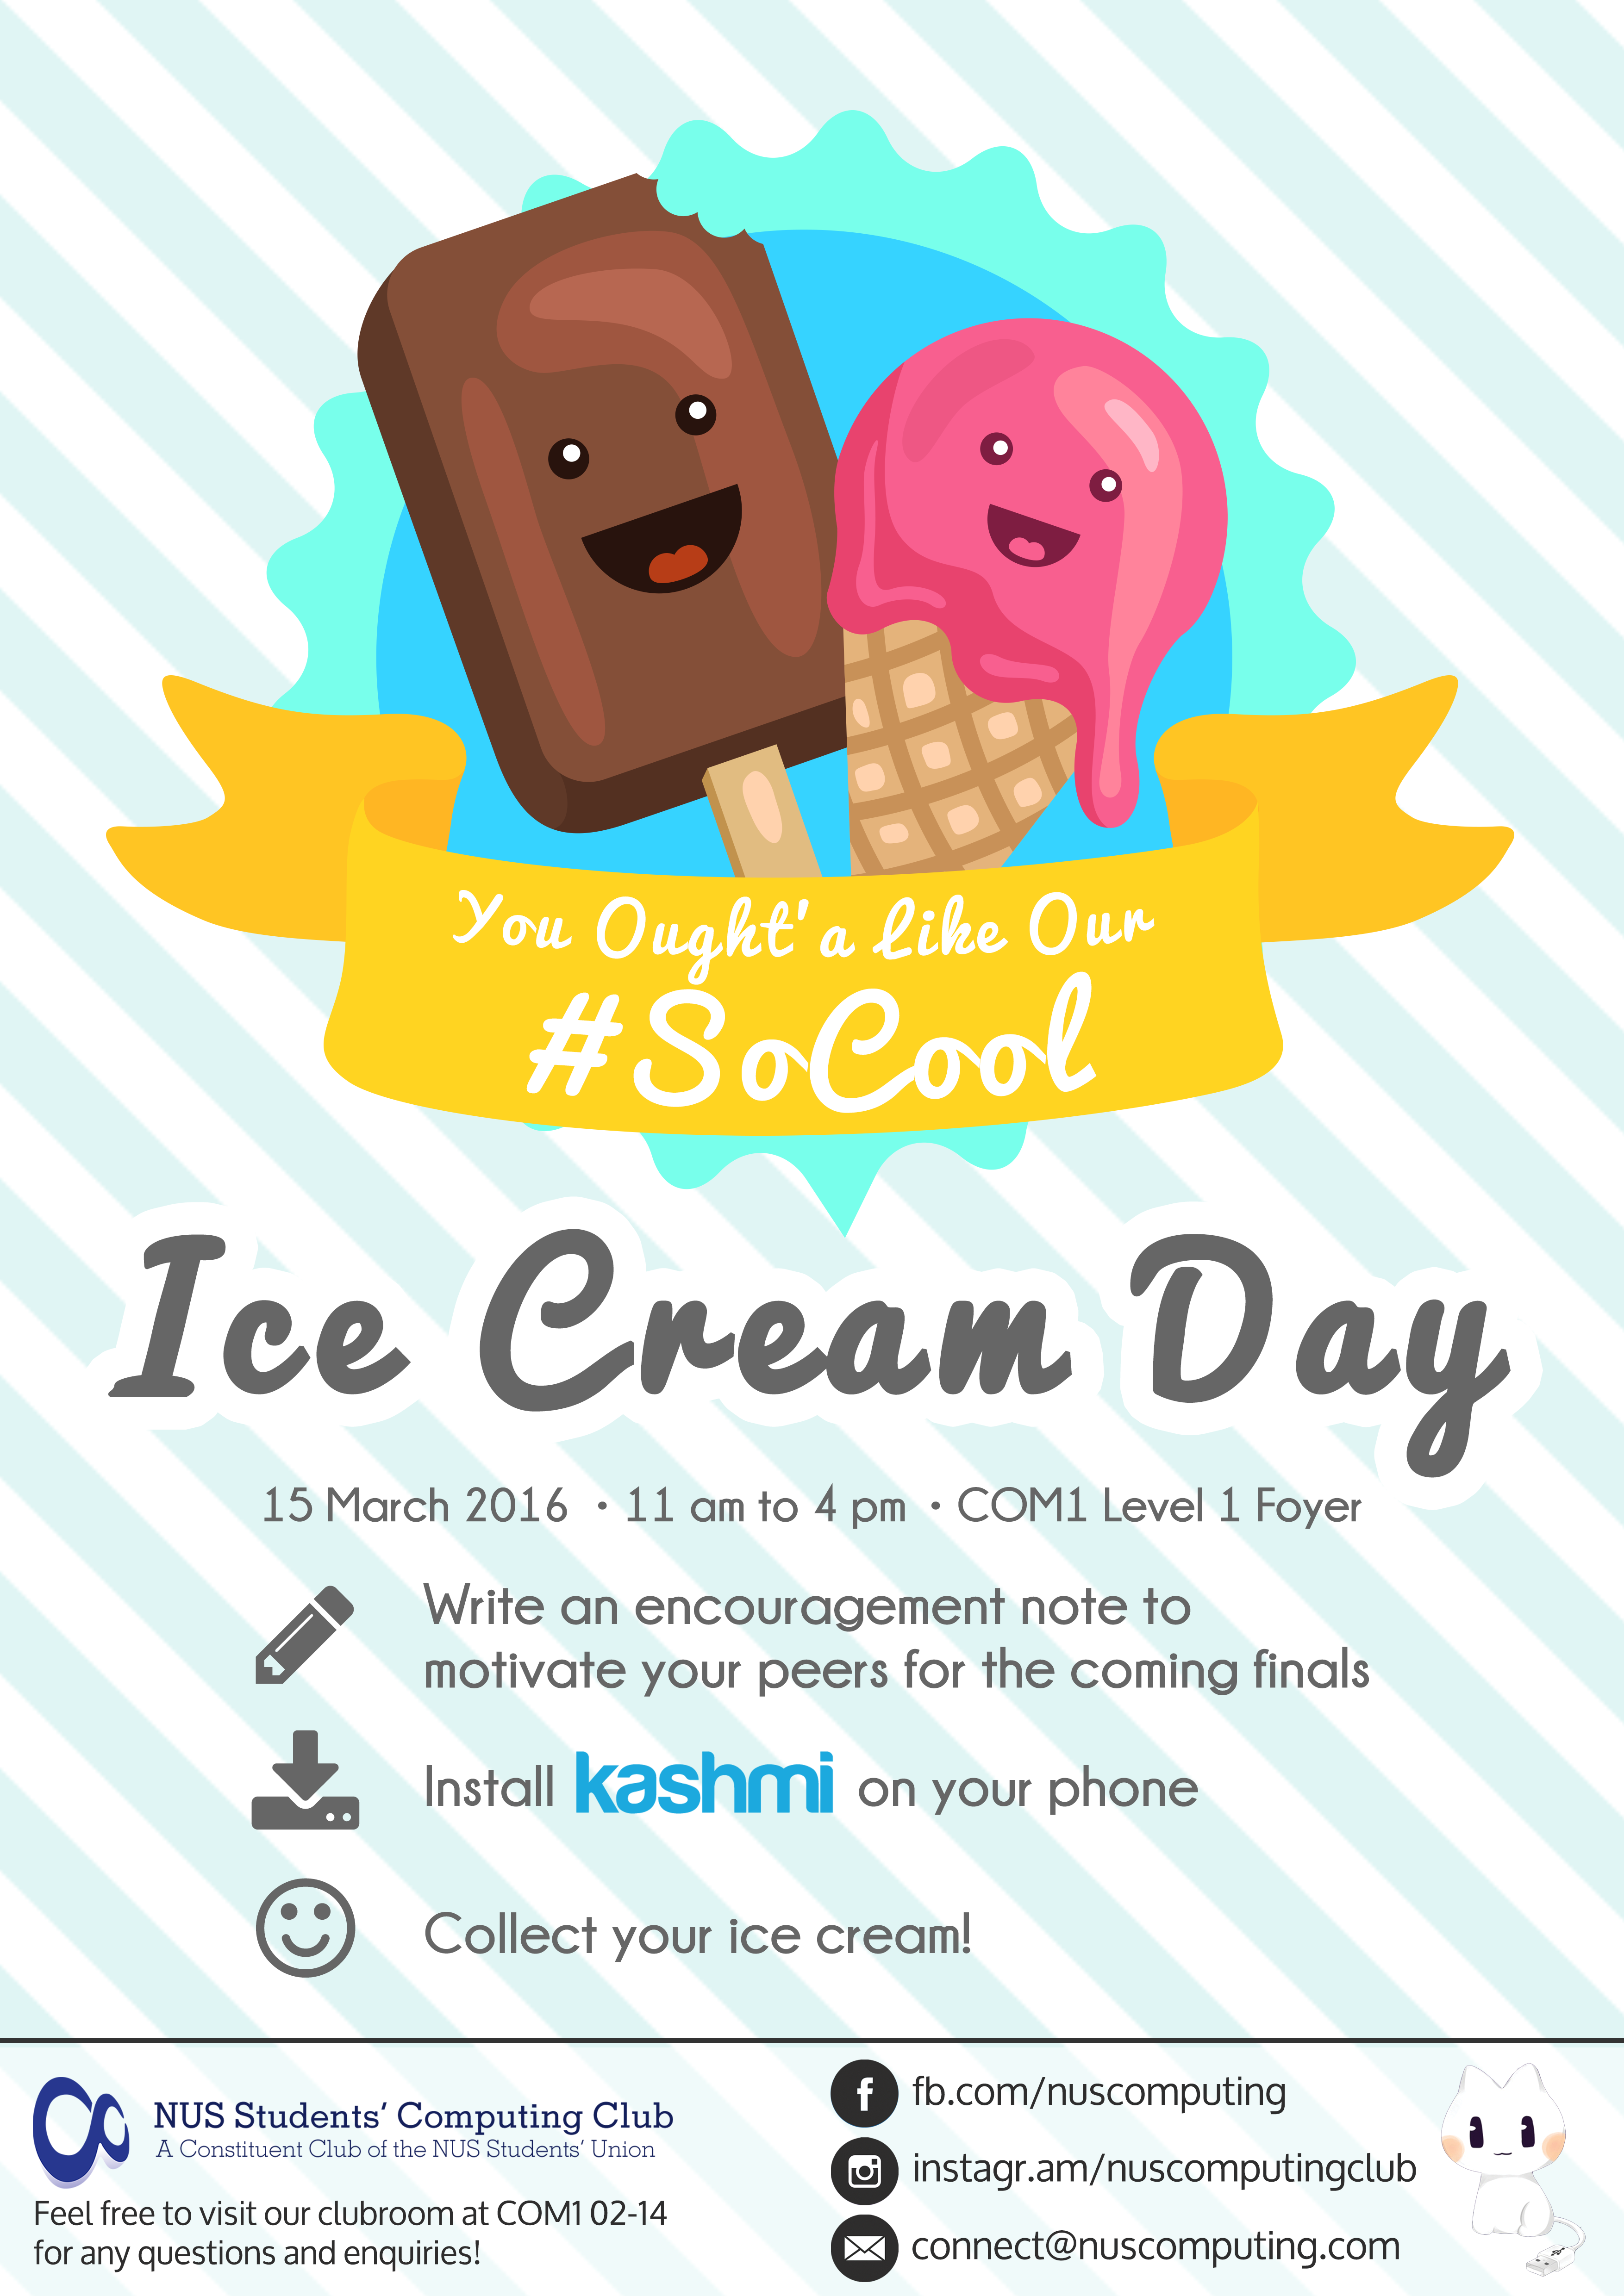 You Ought'a Like Our
#SoCool
Ice Cream Day
15 March 2016 • 11 am to 4 pm • COM1 Level 1 Foyer
Write an encouragement note to
motivate your peers for the coming finals
Install kashmi on your phone
Collect your ice cream!
NUS Students' Computing Club
A Constituent Club of the NUS Students' Union
Feel free to visit our clubroom at COM1 02-14
for any questions and enquiries!
fb.com/nuscomputing
instagr.am/nuscomputingclub
connect@nuscomputing.com